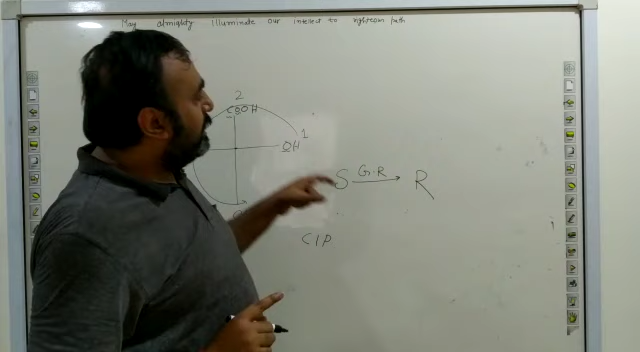 May almighty illuminate our intellect to righteous path
2
COOH
1
OH
S G.R → R
CIP